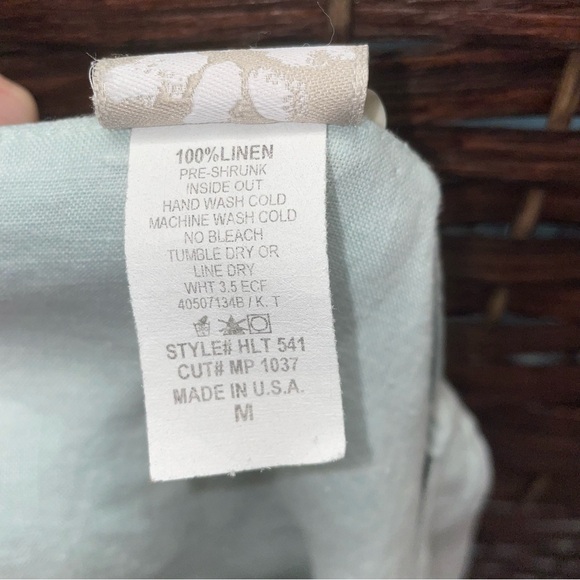 100%LINEN
PRE-SHRUNK
INSIDE OUT
HAND WASH COLD
MACHINE WASH COLD
NO BLEACH
TUMBLE DRY OR
LINE DRY
WHT 3.5 ECF
40507134B / K. T
STYLE# HLT 541
CUT# MP 1037
MADE IN U.S.A.
M